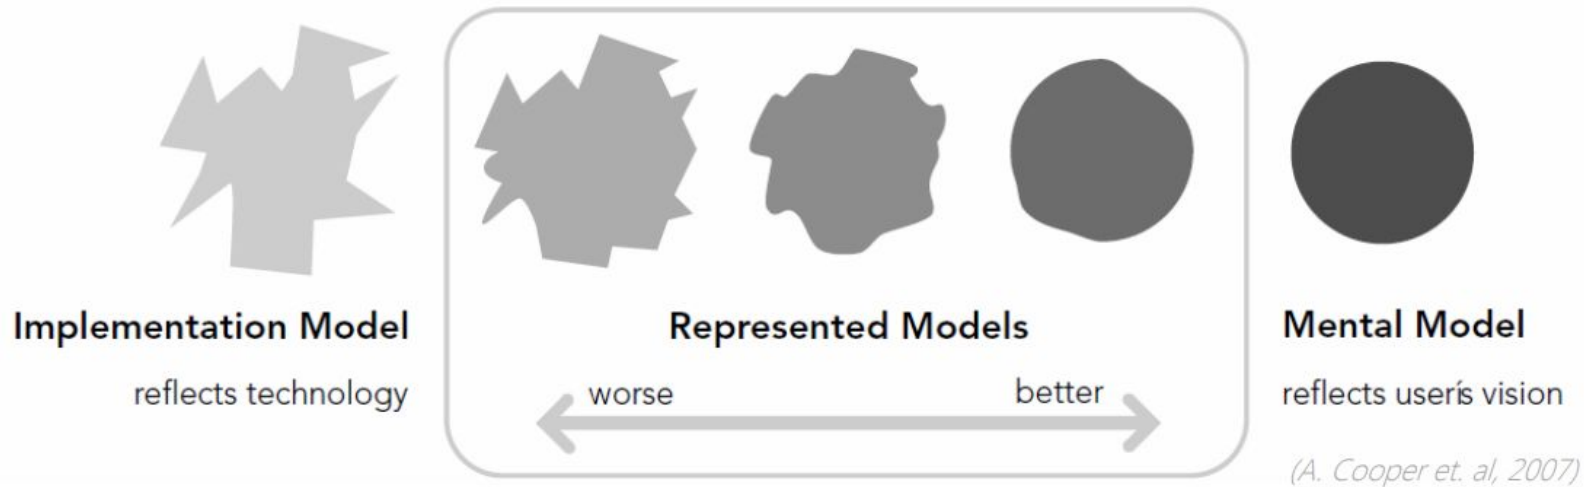 Implementation Model
reflects technology
Represented Models
worse
better
Mental Model
reflects userís vision
(A. Cooper et. al, 2007)